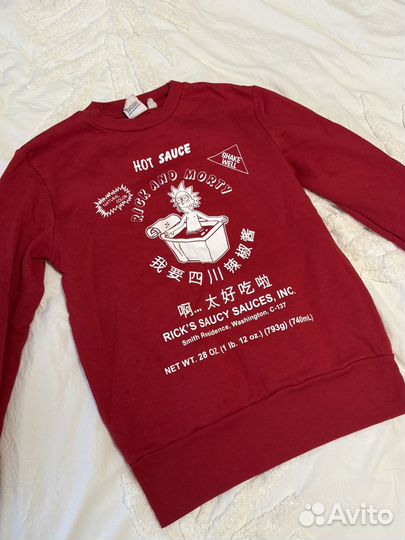 HOT SAUCE
SHAKE
WELL
RICK AND MORTY
我要四川辣椒酱
啊... 太好吃啦
RICK'S SAUCY SAUCES, INC.
Smith Residence, Washington, C-137
NET WT. 28 OZ (1 lb. 12 oz.) (793g) (740mL)
Avito